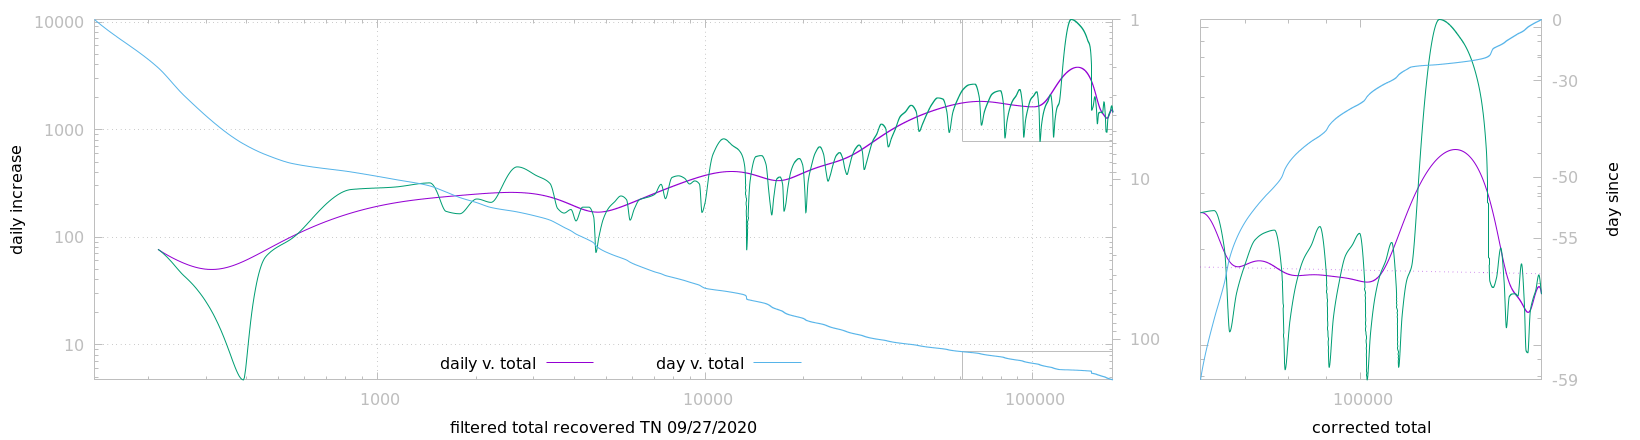 10000
1000
100
10
daily increase
1000
10000
100000
1
10
100
daily v. total
day v. total
filtered total recovered TN 09/27/2020
0
-30
-50
-55
-59
day since
100000
corrected total